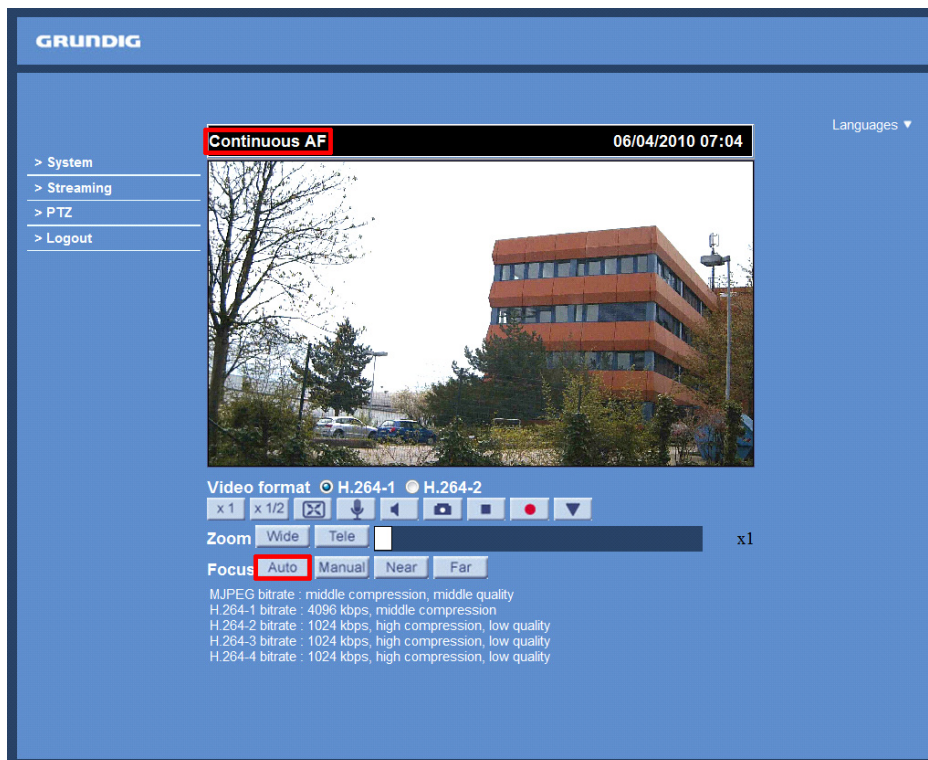 GRUNDIG
Languages ▼
Continuous AF 06/04/2010 07:04
> System
> Streaming
> PTZ
> Logout
Video format H.264-1 H.264-2
x 1 x 1/2
Zoom Wide Tele x1
Focus Auto Manual Near Far
MJPEG bitrate : middle compression, middle quality
H.264-1 bitrate : 4096 kbps, middle compression
H.264-2 bitrate : 1024 kbps, high compression, low quality
H.264-3 bitrate : 1024 kbps, high compression, low quality
H.264-4 bitrate : 1024 kbps, high compression, low quality